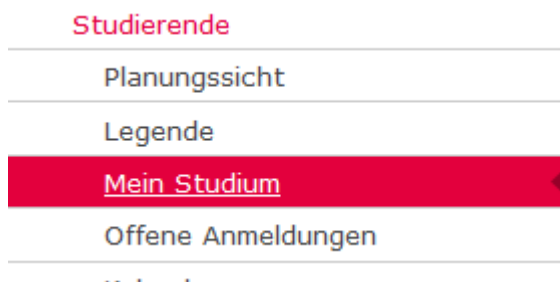 Studierende
Planungssicht
Legende
Mein Studium
Offene Anmeldungen